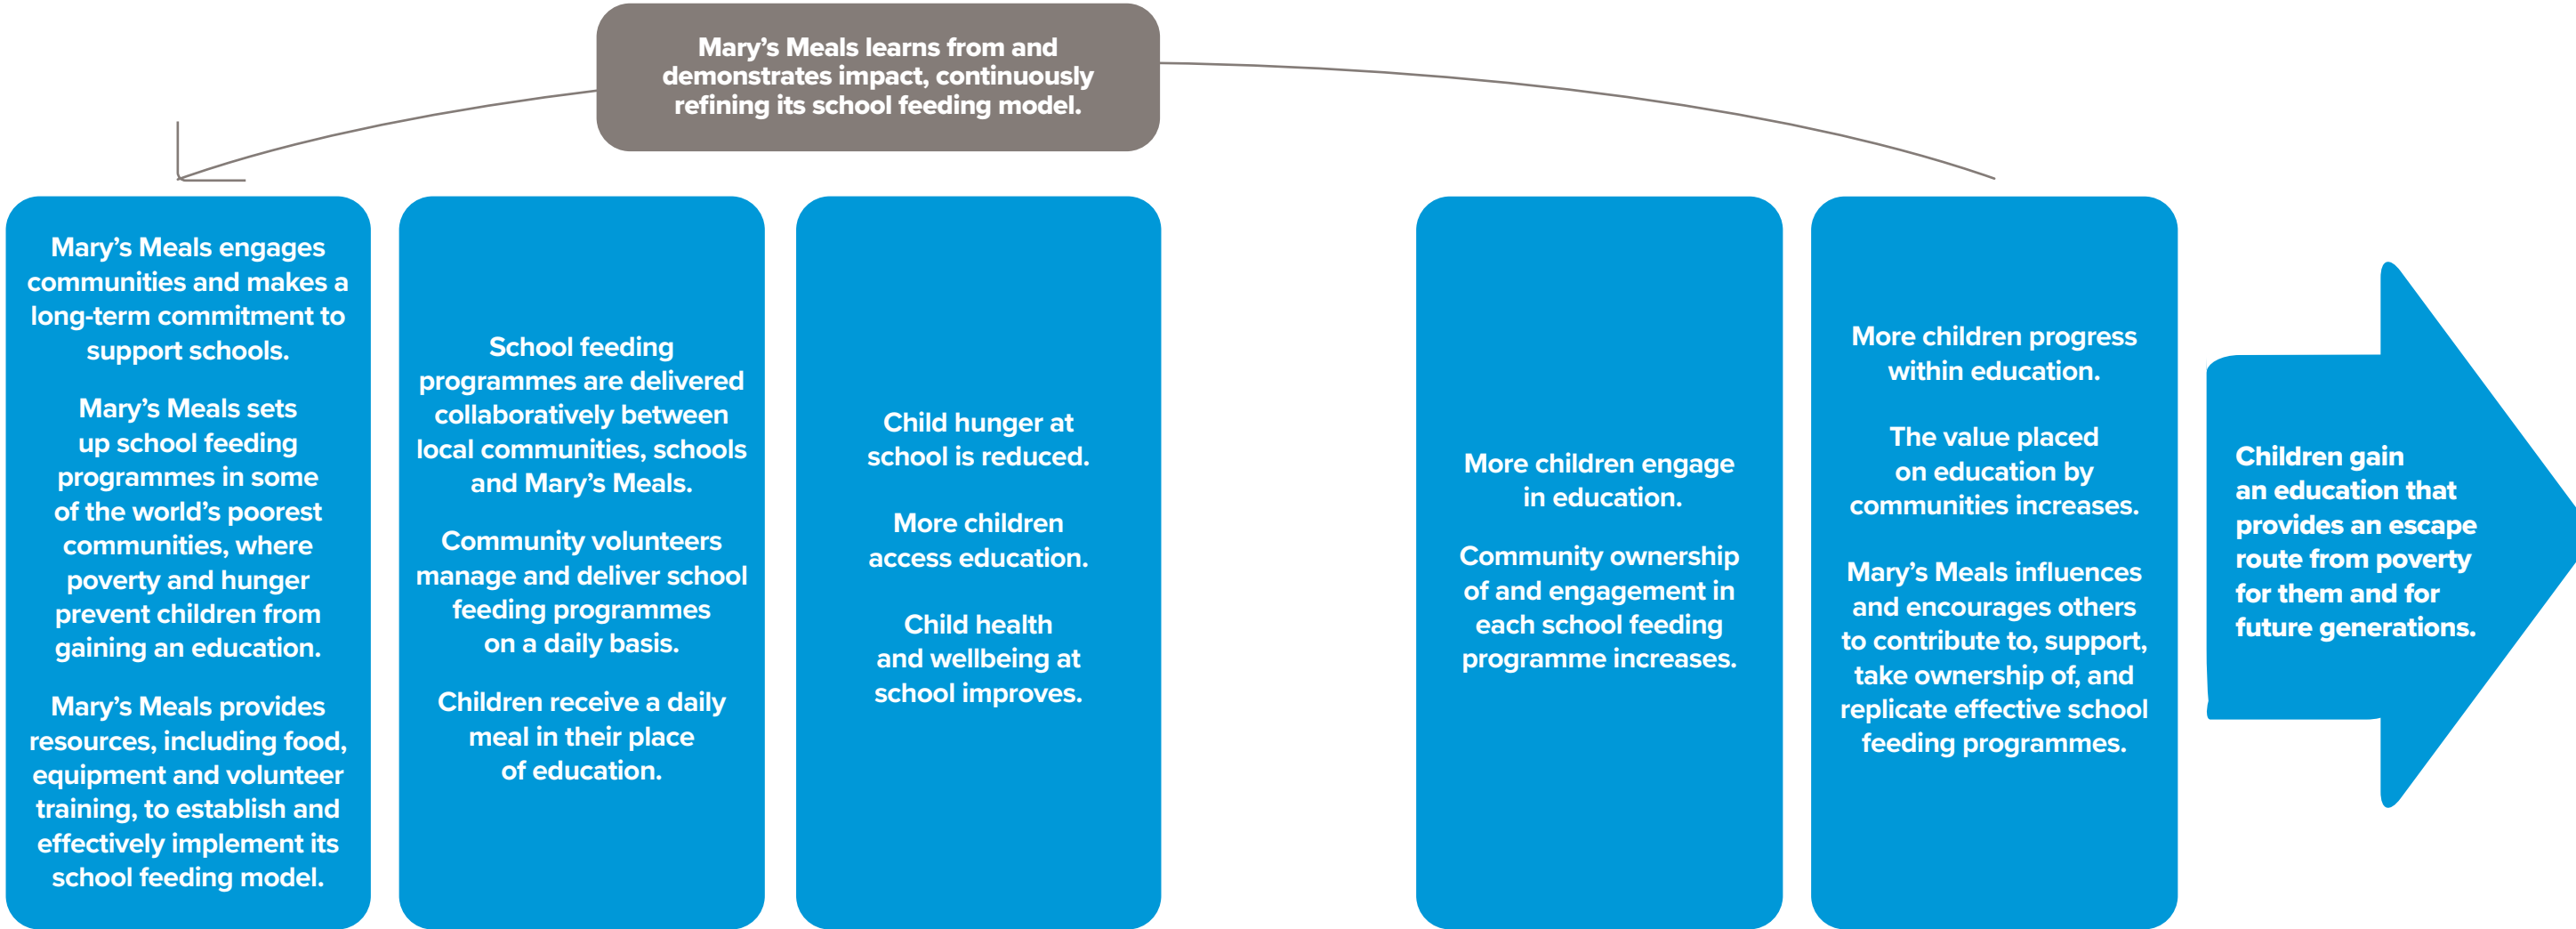 Mary’s Meals learns from and
demonstrates impact, continuously
refining its school feeding model.
Mary’s Meals engages
communities and makes a
long-term commitment to
support schools.
Mary’s Meals sets
up school feeding
programmes in some
of the world’s poorest
communities, where
poverty and hunger
prevent children from
gaining an education.
Mary’s Meals provides
resources, including food,
equipment and volunteer
training, to establish and
effectively implement its
school feeding model.
School feeding
programmes are delivered
collaboratively between
local communities, schools
and Mary’s Meals.
Community volunteers
manage and deliver school
feeding programmes
on a daily basis.
Children receive a daily
meal in their place
of education.
Child hunger at
school is reduced.
More children
access education.
Child health
and wellbeing at
school improves.
More children engage
in education.
Community ownership
of and engagement in
each school feeding
programme increases.
More children progress
within education.
The value placed
on education by
communities increases.
Mary’s Meals influences
and encourages others
to contribute to, support,
take ownership of, and
replicate effective school
feeding programmes.
Children gain
an education that
provides an escape
route from poverty
for them and for
future generations.